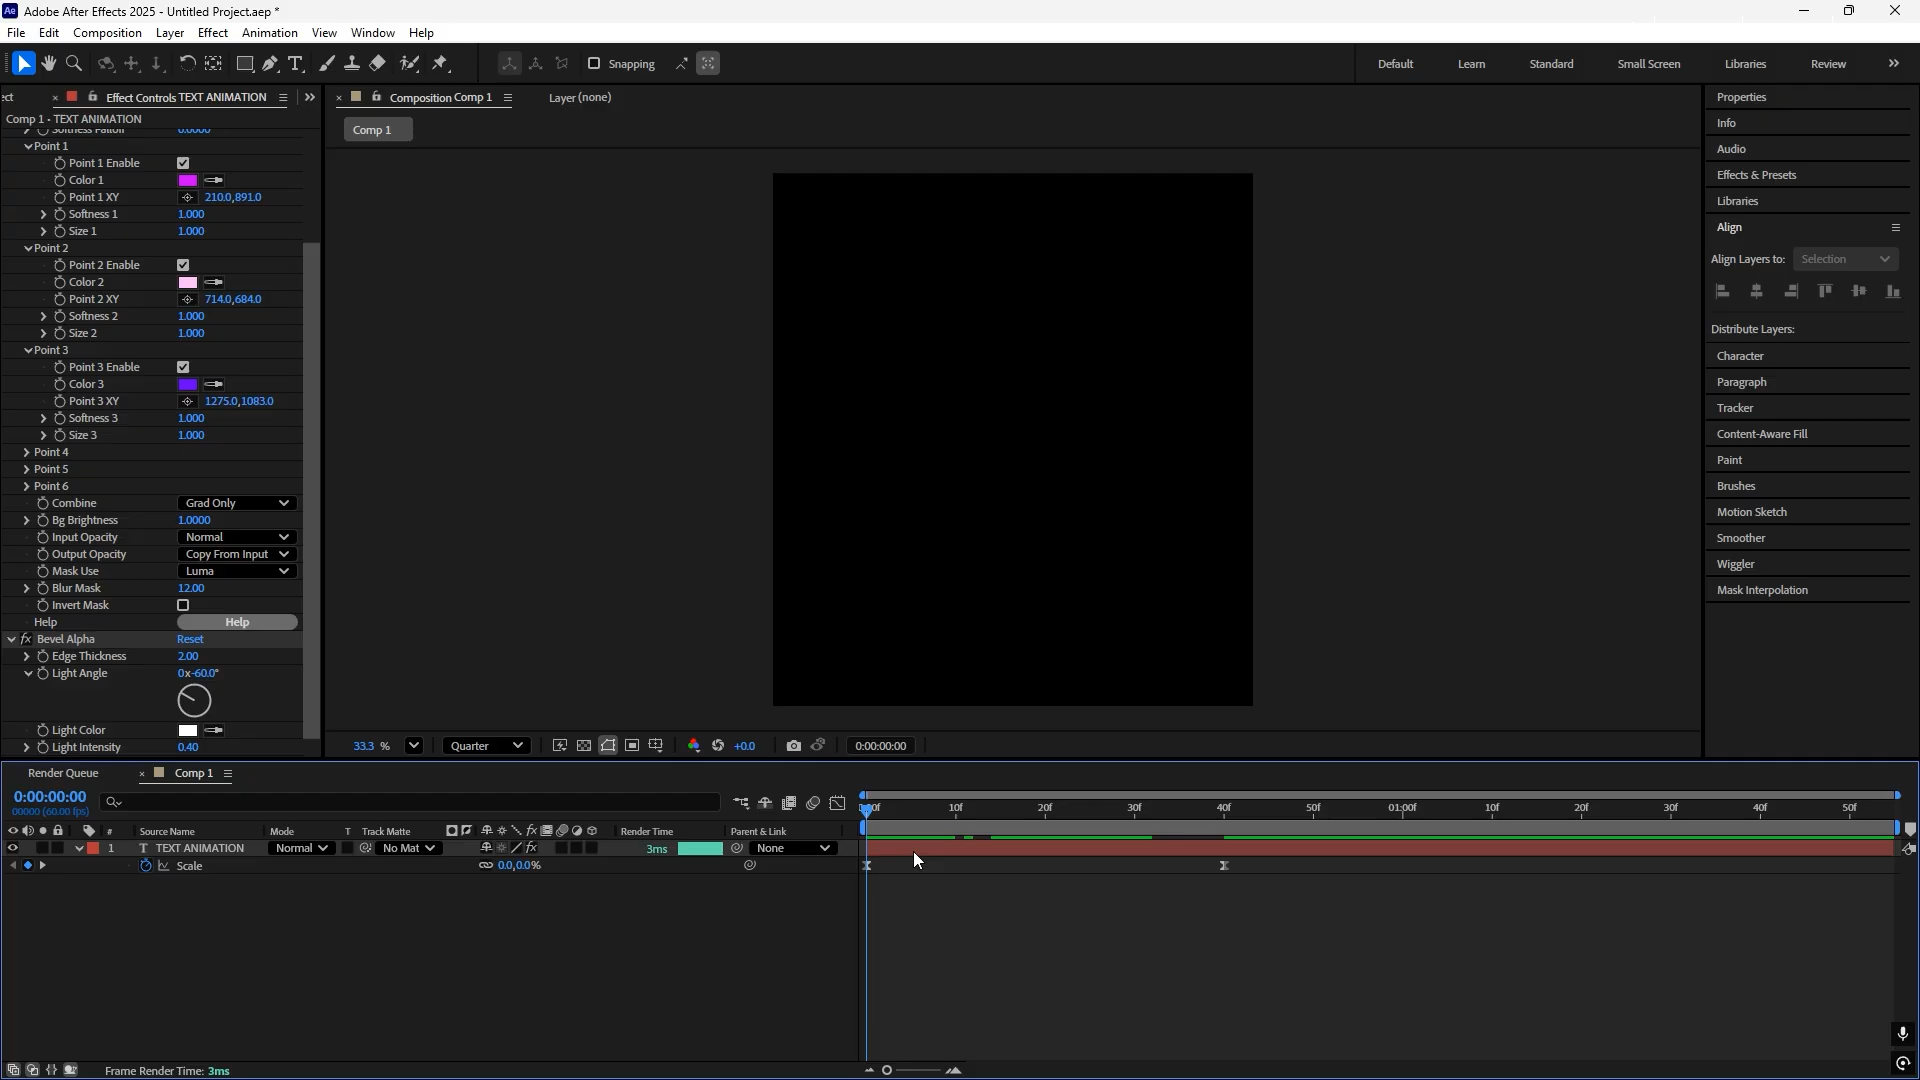 Ae Adobe After Effects 2025 - Untitled Project.aep *
File Edit Composition Layer Effect Animation View Window Help
Snapping Default Learn Standard Small Screen Libraries Review
ect × Effect Controls TEXT ANIMATION
Comp 1 - TEXT ANIMATION
Softness Falloff 0.0000
Point 1
Point 1 Enable
Color 1
Point 1 XY 210.0,891.0
Softness 1 1.000
Size 1 1.000
Point 2
Point 2 Enable
Color 2
Point 2 XY 714.0,684.0
Softness 2 1.000
Size 2 1.000
Point 3
Point 3 Enable
Color 3
Point 3 XY 1275.0,1083.0
Softness 3 1.000
Size 3 1.000
Point 4
Point 5
Point 6
Combine Grad Only
Bg Brightness 1.0000
Input Opacity Normal
Output Opacity Copy From Input
Mask Use Luma
Blur Mask 12.00
Invert Mask
Help Help
fx Bevel Alpha Reset
Edge Thickness 2.00
Light Angle 0x-60.0°
Light Color
Light Intensity 0.40
× Composition Comp 1 Layer (none)
Comp 1
33.3 % Quarter +0.0 0:00:00:00
Properties
Info
Audio
Effects & Presets
Libraries
Align
Align Layers to: Selection
Distribute Layers:
Character
Paragraph
Tracker
Content-Aware Fill
Paint
Brushes
Motion Sketch
Smoother
Wiggler
Mask Interpolation
Render Queue × Comp 1
0:00:00:00
00000 (60.00 fps)
10f 20f 30f 40f 50f 01:00f 10f 20f 30f 40f 50f
# Source Name Mode T Track Matte fx Render Time Parent & Link
1 T TEXT ANIMATION Normal No Mat fx 3ms None
Scale 0.0,0.0%
Frame Render Time: 3ms